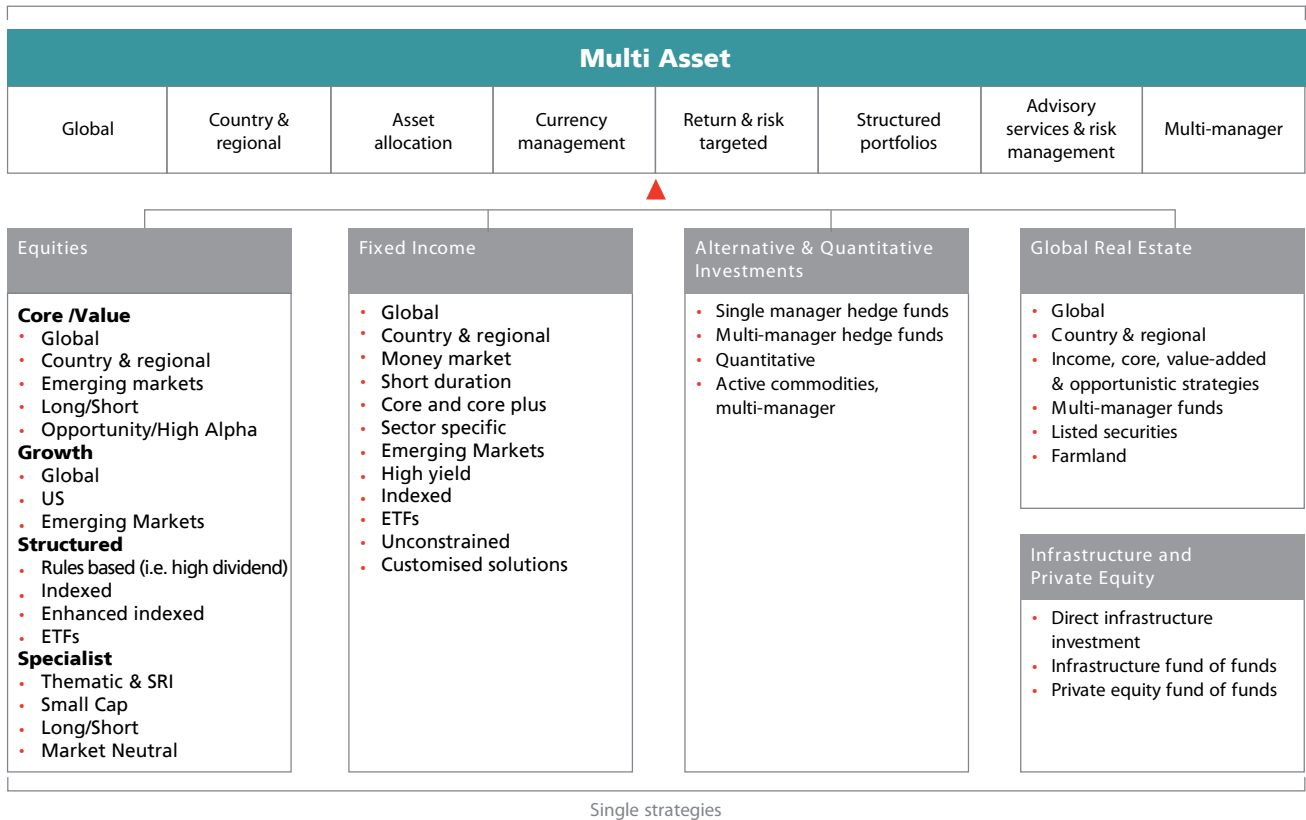 Multi Asset
Global
Country &
regional
Asset
allocation
Currency
management
Return & risk
targeted
Structured
portfolios
Advisory
services & risk
management
Multi-manager
Equities
Core /Value
• Global
• Country & regional
• Emerging markets
• Long/Short
• Opportunity/High Alpha
Growth
• Global
• US
• Emerging Markets
Structured
• Rules based (i.e. high dividend)
• Indexed
• Enhanced indexed
• ETFs
Specialist
• Thematic & SRI
• Small Cap
• Long/Short
• Market Neutral
Fixed Income
• Global
• Country & regional
• Money market
• Short duration
• Core and core plus
• Sector specific
• Emerging Markets
• High yield
• Indexed
• ETFs
• Unconstrained
• Customised solutions
Alternative & Quantitative
Investments
• Single manager hedge funds
• Multi-manager hedge funds
• Quantitative
• Active commodities,
multi-manager
Global Real Estate
• Global
• Country & regional
• Income, core, value-added
& opportunistic strategies
• Multi-manager funds
• Listed securities
• Farmland
Infrastructure and
Private Equity
• Direct infrastructure
investment
• Infrastructure fund of funds
• Private equity fund of funds
Single strategies